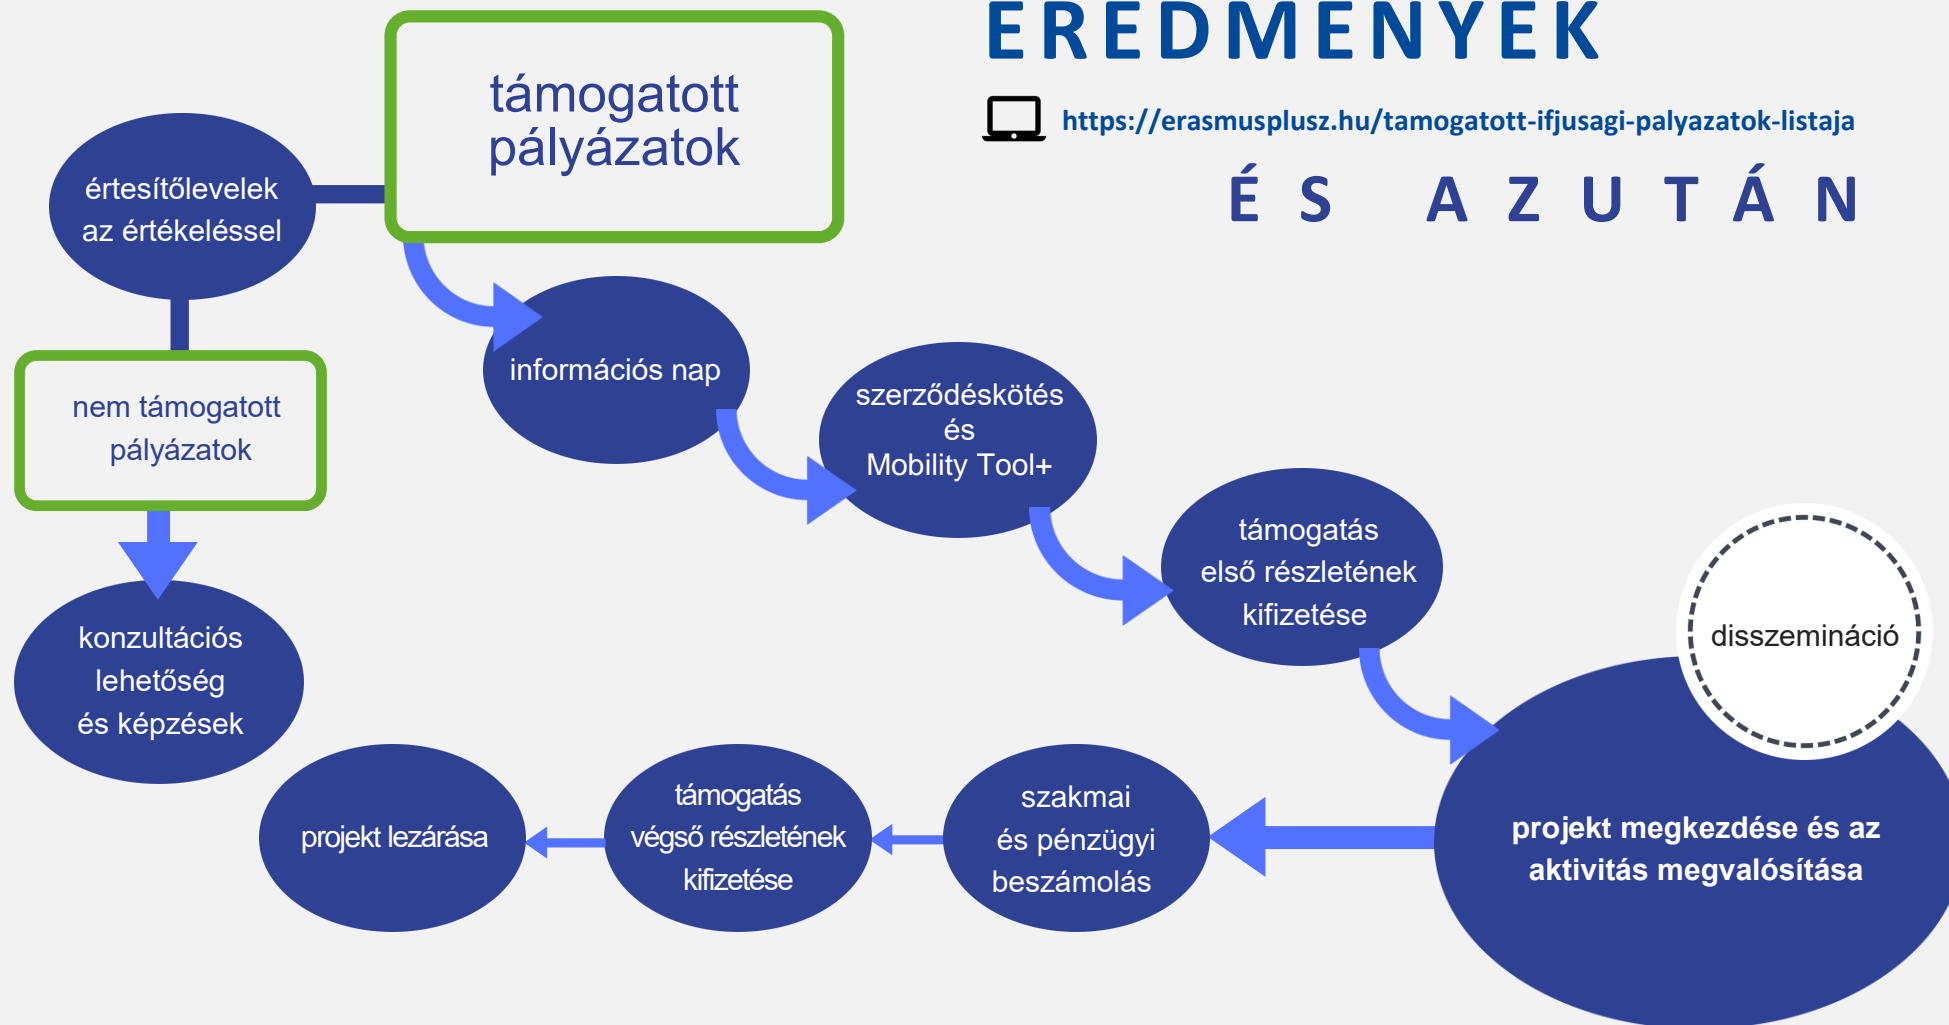 EREDMÉNYEK
https://erasmusplusz.hu/tamogatott-ifjusagi-palyazatok-listaja
ÉS AZUTÁN
támogatott
pályázatok
értesítőlevelek
az értékeléssel
nem támogatott
pályázatok
konzultációs
lehetőség
és képzések
információs nap
szerződéskötés
és
Mobility Tool+
támogatás
első részletének
kifizetése
disszemináció
projekt megkezdése és az
aktivitás megvalósítása
szakmai
és pénzügyi
beszámolás
támogatás
végső részletének
kifizetése
projekt lezárása